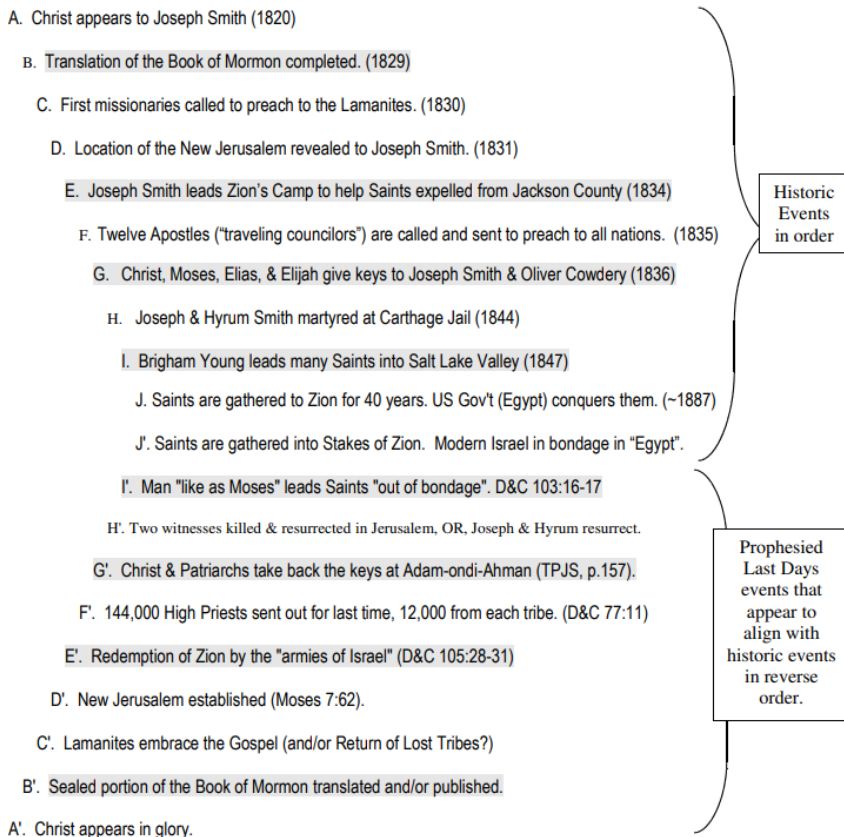 A. Christ appears to Joseph Smith (1820)
B. Translation of the Book of Mormon completed. (1829)
C. First missionaries called to preach to the Lamanites. (1830)
D. Location of the New Jerusalem revealed to Joseph Smith. (1831)
E. Joseph Smith leads Zion's Camp to help Saints expelled from Jackson County (1834)
F. Twelve Apostles ("traveling councilors") are called and sent to preach to all nations. (1835)
G. Christ, Moses, Elias, & Elijah give keys to Joseph Smith & Oliver Cowdery (1836)
H. Joseph & Hyrum Smith martyred at Carthage Jail (1844)
I. Brigham Young leads many Saints into Salt Lake Valley (1847)
J. Saints are gathered to Zion for 40 years. US Gov't (Egypt) conquers them. (~1887)
J'. Saints are gathered into Stakes of Zion. Modern Israel in bondage in "Egypt".
I'. Man "like as Moses" leads Saints "out of bondage". D&C 103:16-17
H'. Two witnesses killed & resurrected in Jerusalem, OR, Joseph & Hyrum resurrect.
G'. Christ & Patriarchs take back the keys at Adam-ondi-Ahman (TPJS, p.157).
F'. 144,000 High Priests sent out for last time, 12,000 from each tribe. (D&C 77:11)
E'. Redemption of Zion by the "armies of Israel" (D&C 105:28-31)
D'. New Jerusalem established (Moses 7:62).
C'. Lamanites embrace the Gospel (and/or Return of Lost Tribes?)
B'. Sealed portion of the Book of Mormon translated and/or published.
A'. Christ appears in glory.
Historic
Events
in order
Prophesied
Last Days
events that
appear to
align with
historic events
in reverse
order.